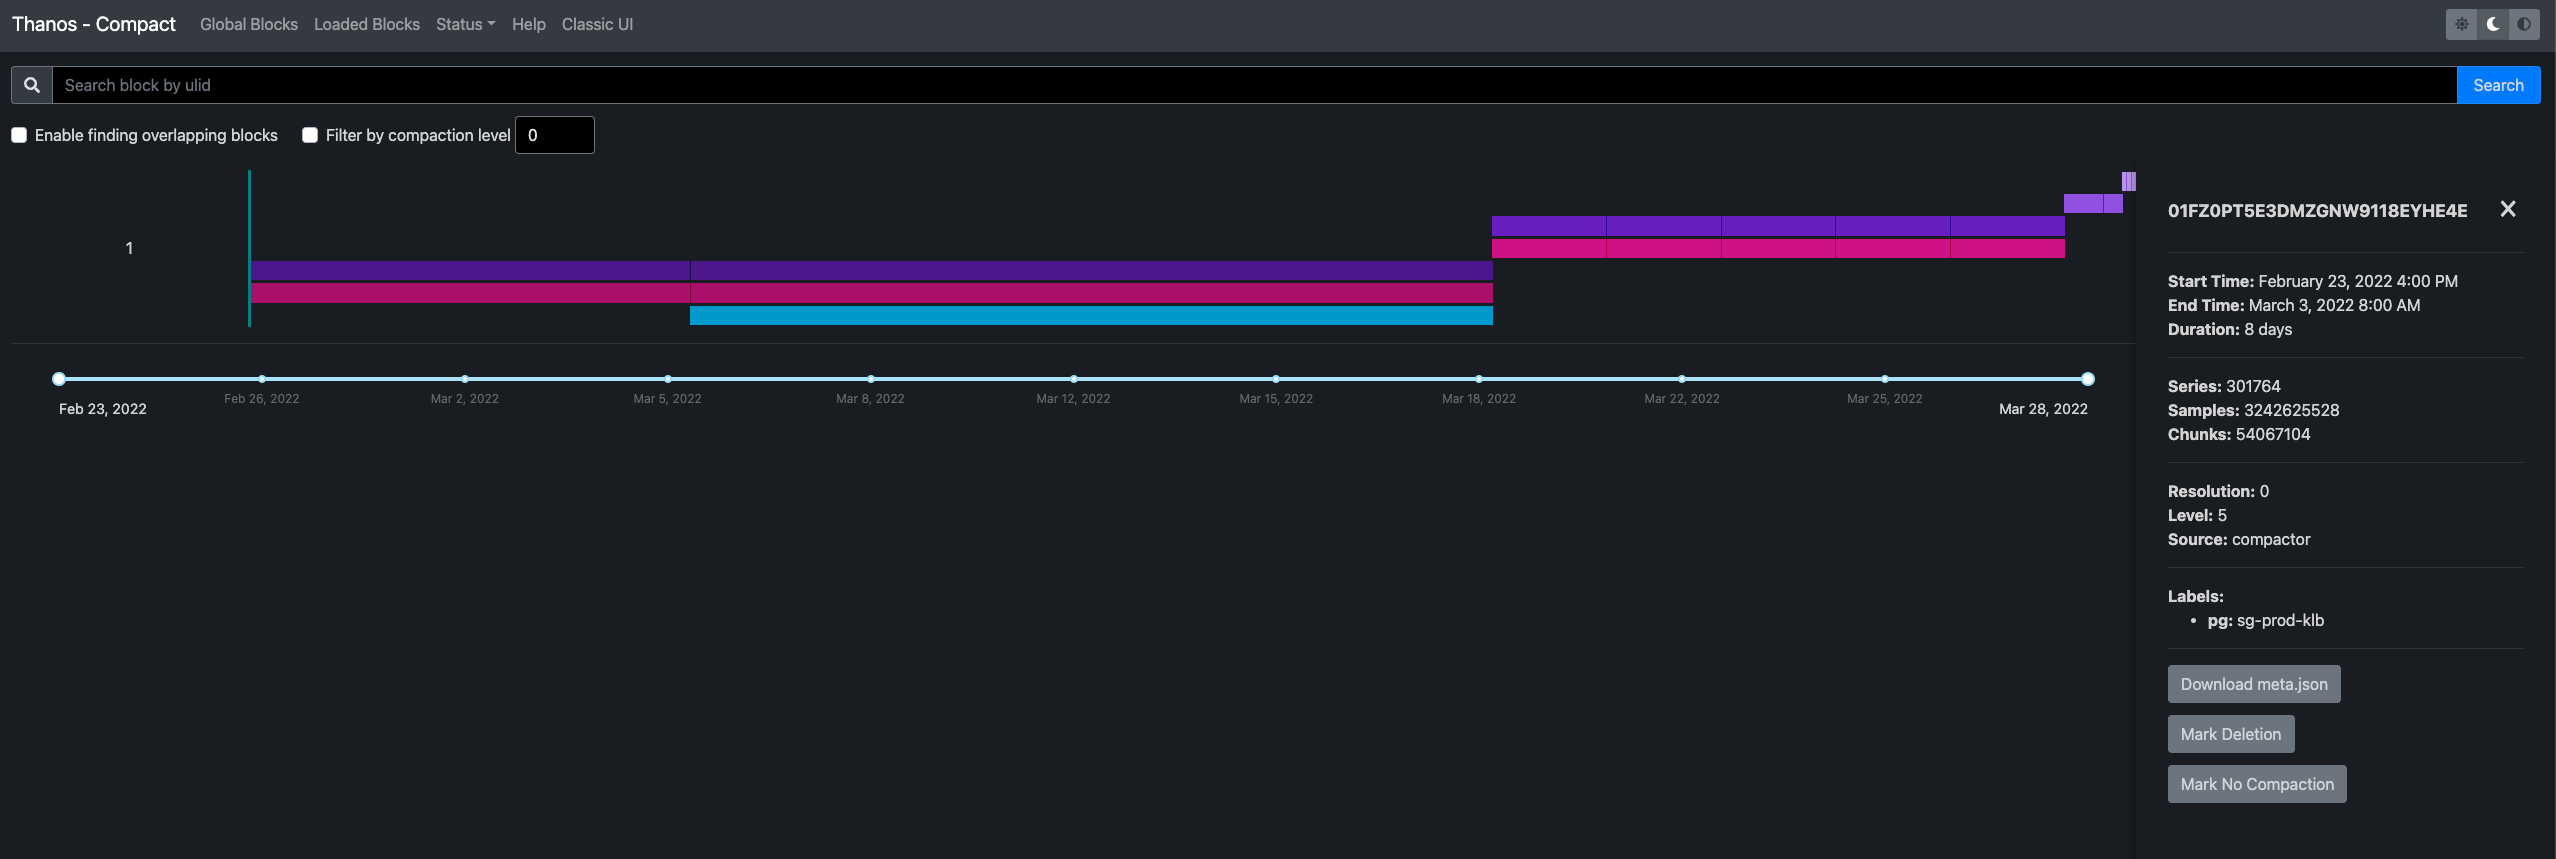 Thanos - Compact Global Blocks Loaded Blocks Status Help Classic UI
Search block by ulid Search
Enable finding overlapping blocks Filter by compaction level 0
1
Feb 23, 2022 Feb 26, 2022 Mar 2, 2022 Mar 5, 2022 Mar 8, 2022 Mar 12, 2022 Mar 15, 2022 Mar 18, 2022 Mar 22, 2022 Mar 25, 2022 Mar 28, 2022
01FZ0PT5E3DMZGNW9118EYHE4E
Start Time: February 23, 2022 4:00 PM
End Time: March 3, 2022 8:00 AM
Duration: 8 days
Series: 301764
Samples: 3242625528
Chunks: 54067104
Resolution: 0
Level: 5
Source: compactor
Labels:
• pg: sg-prod-klb
Download meta.json
Mark Deletion
Mark No Compaction